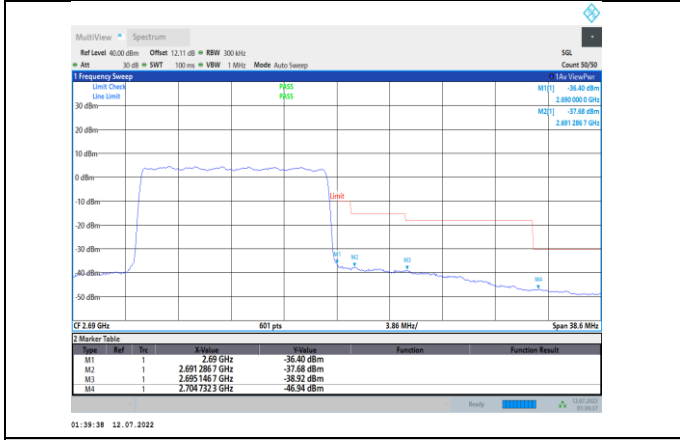 MultiView Spectrum
Ref Level 40.00 dBm Offset 12.11 dB RBW 300 kHz SGL
Att 30 dB SWT 100 ms VBW 1 MHz Mode Auto Sweep Count 50/50
1 Frequency Sweep 1Av ViewPwr
Limit Check PASS M1[1] -36.40 dBm
Line Limit PASS 2.690 000 0 GHz
30 dBm M2[1] -37.68 dBm
2.691 286 7 GHz
20 dBm
10 dBm
0 dBm
Limit
-10 dBm
-20 dBm
-30 dBm
M1 M2 M3
-40 dBm
M4
-50 dBm
CF 2.69 GHz 601 pts 3.86 MHz/ Span 38.6 MHz
2 Marker Table
Type Ref Trc X-Value Y-Value Function Function Result
M1 1 2.69 GHz -36.40 dBm
M2 1 2.691 286 7 GHz -37.68 dBm
M3 1 2.695 146 7 GHz -38.92 dBm
M4 1 2.704 732 3 GHz -46.94 dBm
Ready 12.07.2022
01:39:37
01:39:38 12.07.2022